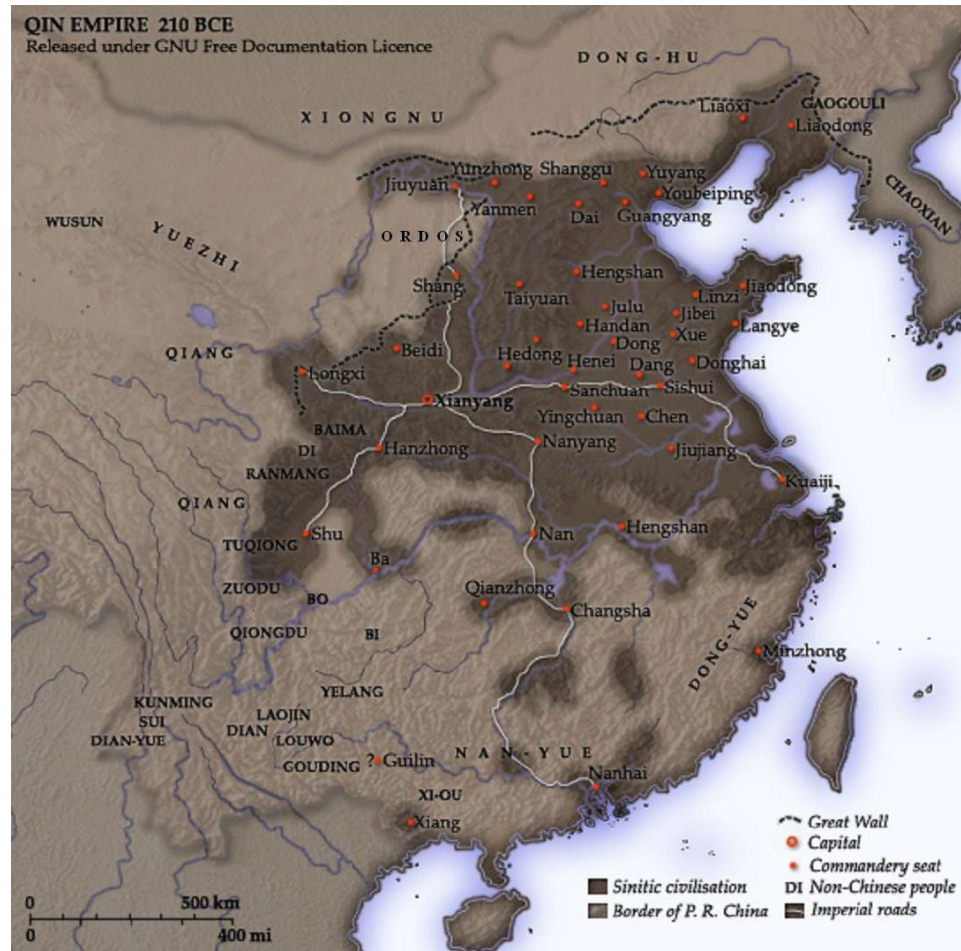 QIN EMPIRE 210 BCE
Released under GNU Free Documentation Licence
DONG-HU
XIONGNU
Liaoxi
GAOGOULI
Liaodong
Yunzhong
Shanggu
Yuyang
Jiuyuan
Youbeiping
Yanmen
Dai
Guangyang
CHAOXIAN
WUSUN
YUEZHI
ORDOS
Shang
Hengshan
Taiyuan
Linzi
Jiaodong
Julu
Jibei
Handan
Xue
Langye
QIANG
Beidi
Hedong
Dong
Henei
Dang
Donghai
Longxi
Sanchuan
Sishui
Xianyang
Yingchuan
Chen
BAIMA
Nanyang
DI
Hanzhong
Jiujiang
RANMANG
Kuaiji
QIANG
Shu
Nan
Hengshan
TUQIONG
Ba
ZUODU
BO
Qianzhong
Changsha
QIONGDU
BI
DONG-YUE
Minzhong
YELANG
KUNMING
LAOJIN
SUI
DIAN
DIAN-YUE
LOUWO
NAN-YUE
GOUDING
? Guilin
Nanhai
XI-OU
Xiang
Great Wall
Capital
Commandery seat
Sinitic civilisation
DI Non-Chinese people
Border of P. R. China
Imperial roads
0 500 km
0 400 mi